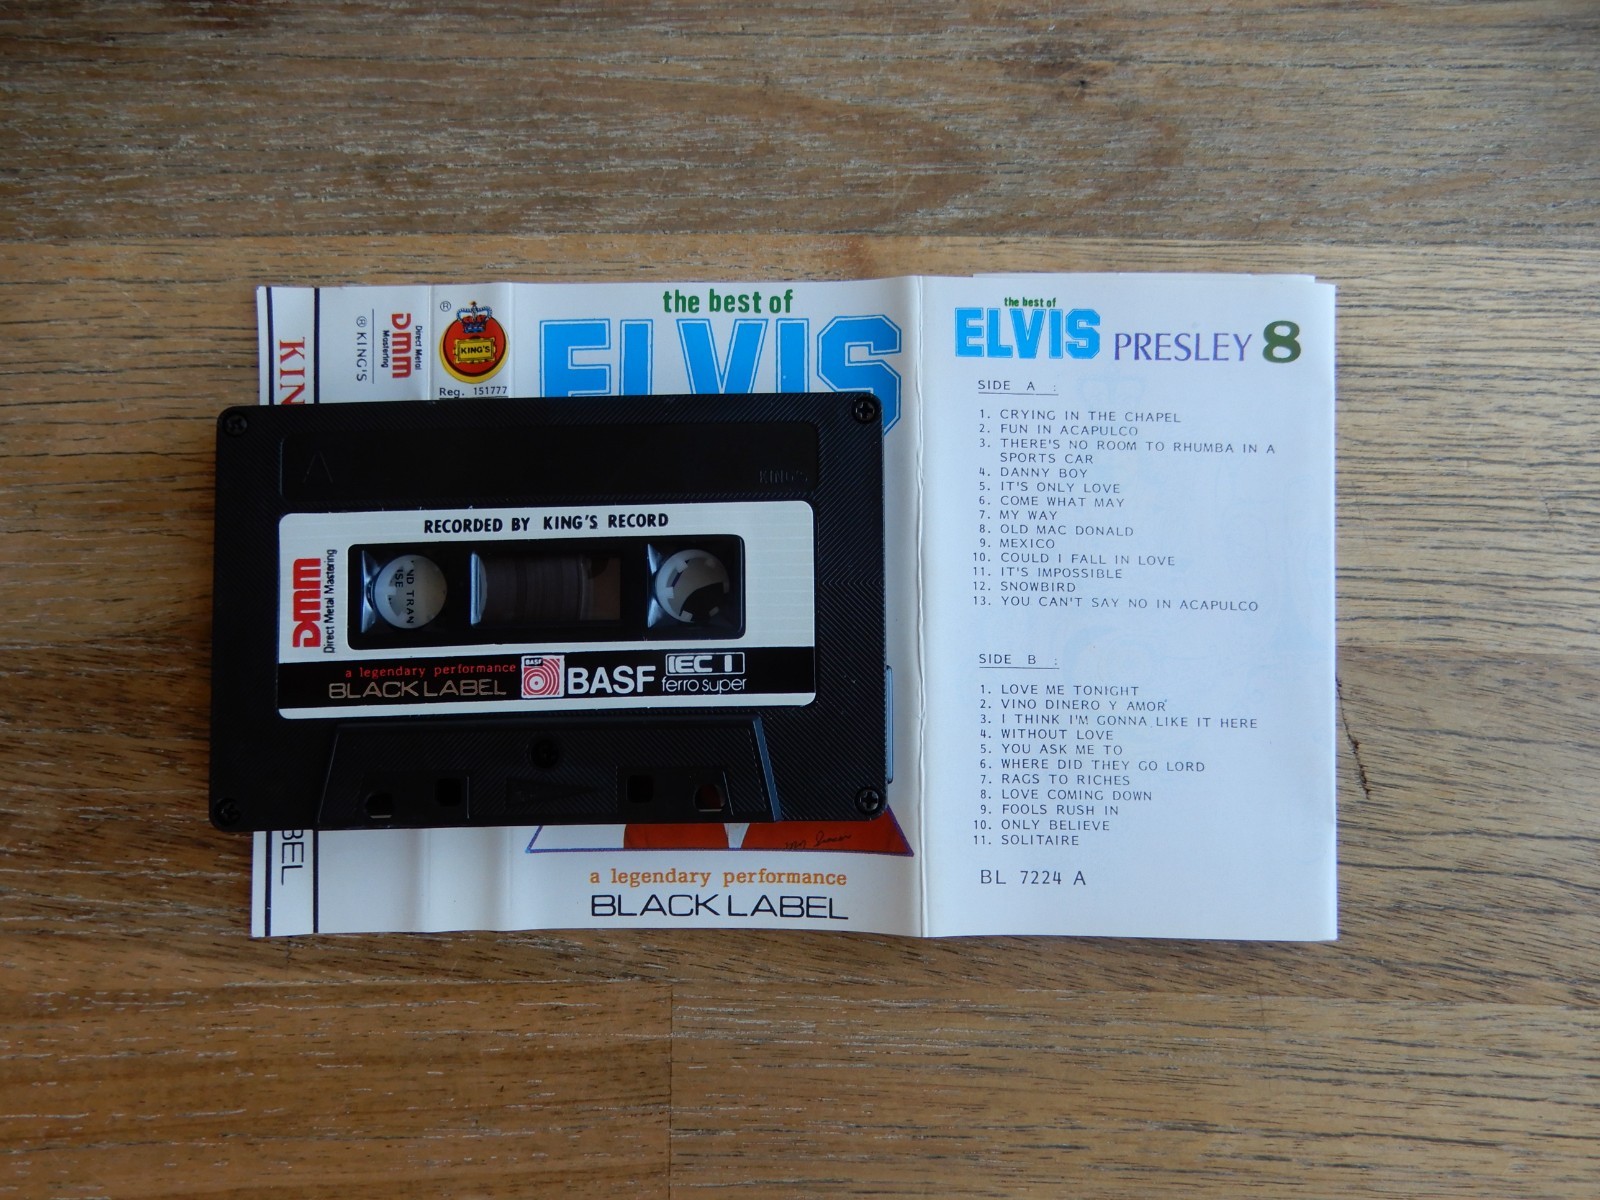 KIN
BEL
Direct Metal
Mastering
DMM
® KING'S
®
KING'S
Reg. 151777
the best of
ELVIS
a legendary performance
BLACK LABEL
A
KING'S
RECORDED BY KING'S RECORD
DMM
Direct Metal Mastering
a legendary performance
BLACK LABEL
BASF
BASF
IEC I
ferro super
the best of
ELVIS PRESLEY 8
SIDE A :
1. CRYING IN THE CHAPEL
2. FUN IN ACAPULCO
3. THERE'S NO ROOM TO RHUMBA IN A
SPORTS CAR
4. DANNY BOY
5. IT'S ONLY LOVE
6. COME WHAT MAY
7. MY WAY
8. OLD MAC DONALD
9. MEXICO
10. COULD I FALL IN LOVE
11. IT'S IMPOSSIBLE
12. SNOWBIRD
13. YOU CAN'T SAY NO IN ACAPULCO
SIDE B :
1. LOVE ME TONIGHT
2. VINO DINERO Y AMOR
3. I THINK I'M GONNA LIKE IT HERE
4. WITHOUT LOVE
5. YOU ASK ME TO
6. WHERE DID THEY GO LORD
7. RAGS TO RICHES
8. LOVE COMING DOWN
9. FOOLS RUSH IN
10. ONLY BELIEVE
11. SOLITAIRE
BL 7224 A